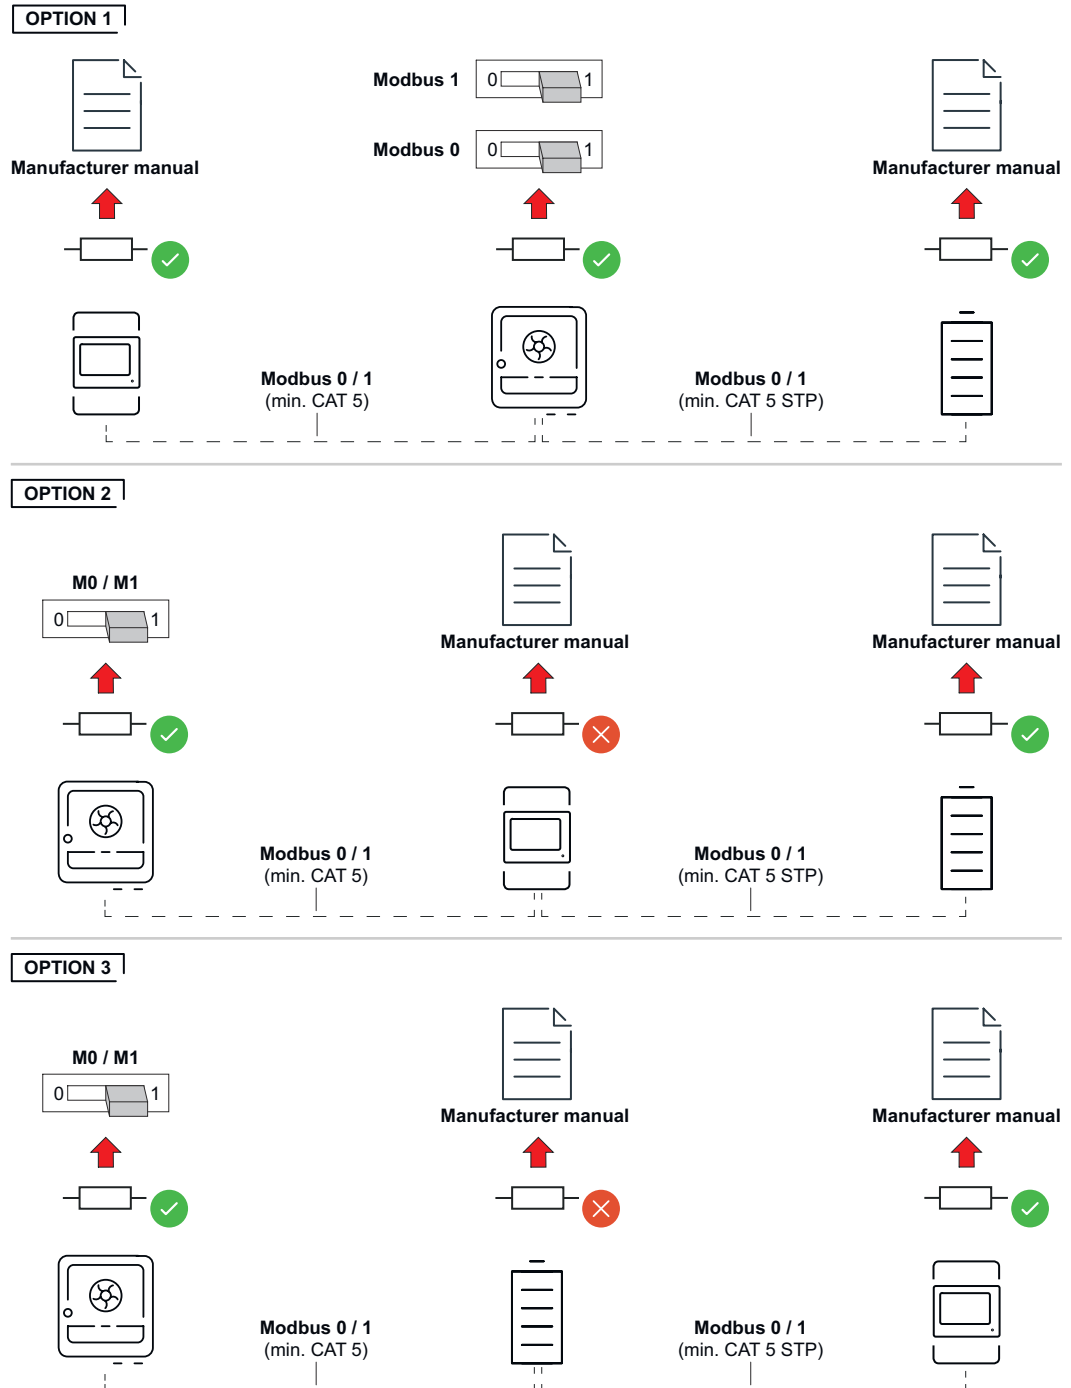 OPTION 1
Modbus 1
0 1
Modbus 0
0 1
Manufacturer manual
Manufacturer manual
Modbus 0 / 1
(min. CAT 5)
Modbus 0 / 1
(min. CAT 5 STP)
OPTION 2
M0 / M1
0 1
Manufacturer manual
Manufacturer manual
Modbus 0 / 1
(min. CAT 5)
Modbus 0 / 1
(min. CAT 5 STP)
OPTION 3
M0 / M1
0 1
Manufacturer manual
Manufacturer manual
Modbus 0 / 1
(min. CAT 5)
Modbus 0 / 1
(min. CAT 5 STP)